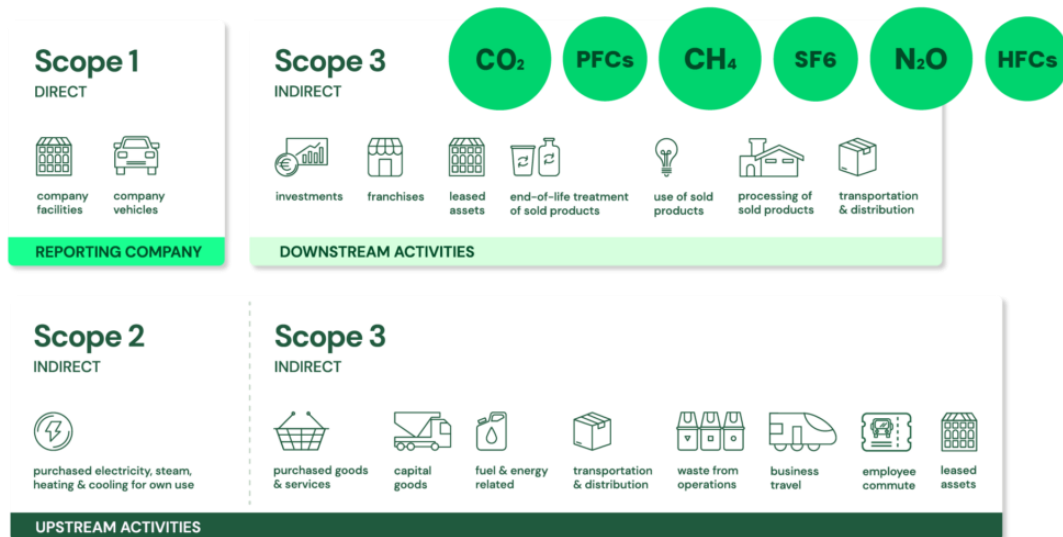 Scope 1
DIRECT
company
facilities
company
vehicles
REPORTING COMPANY
Scope 3
INDIRECT
CO₂
PFCs
CH₄
SF6
N₂O
HFCs
investments
franchises
leased
assets
end-of-life treatment
of sold products
use of sold
products
processing of
sold products
transportation
& distribution
DOWNSTREAM ACTIVITIES
Scope 2
INDIRECT
purchased electricity, steam,
heating & cooling for own use
Scope 3
INDIRECT
purchased goods
& services
capital
goods
fuel & energy
related
transportation
& distribution
waste from
operations
business
travel
employee
commute
leased
assets
UPSTREAM ACTIVITIES